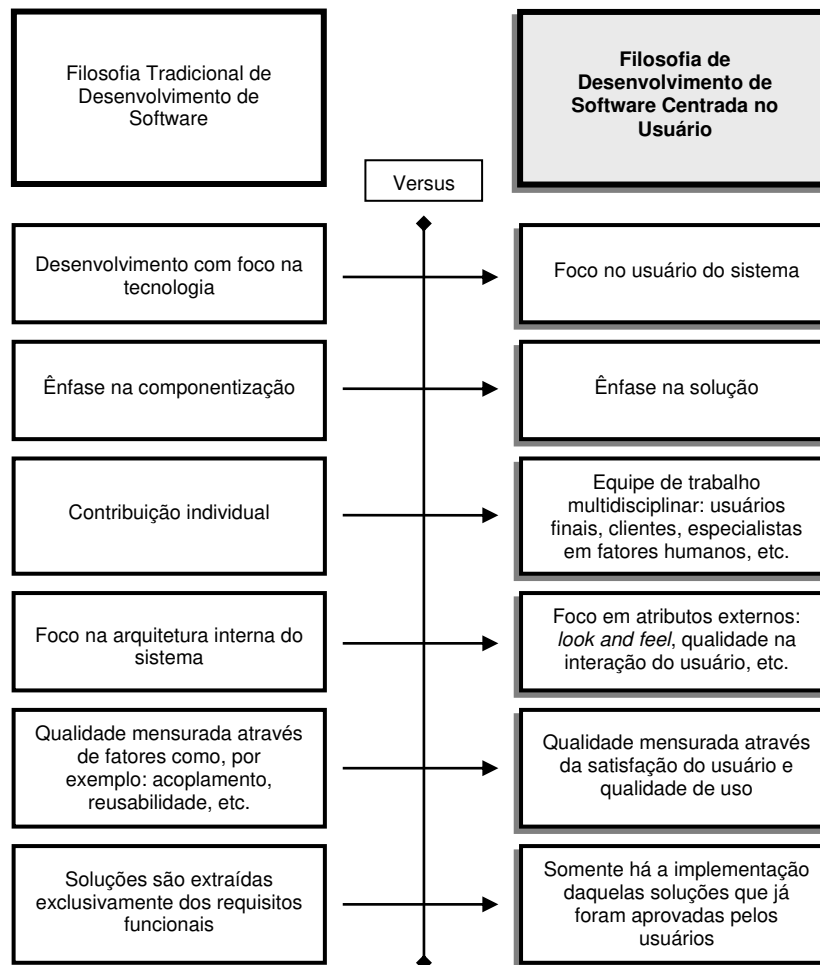 Filosofia Tradicional de
Desenvolvimento de
Software
Filosofia de
Desenvolvimento de
Software Centrada no
Usuário
Versus
Desenvolvimento com foco na
tecnologia
Foco no usuário do sistema
Ênfase na componentização
Ênfase na solução
Contribuição individual
Equipe de trabalho
multidisciplinar: usuários
finais, clientes, especialistas
em fatores humanos, etc.
Foco na arquitetura interna do
sistema
Foco em atributos externos:
look and feel, qualidade na
interação do usuário, etc.
Qualidade mensurada através
de fatores como, por
exemplo: acoplamento,
reusabilidade, etc.
Qualidade mensurada através
da satisfação do usuário e
qualidade de uso
Soluções são extraídas
exclusivamente dos requisitos
funcionais
Somente há a implementação
daquelas soluções que já
foram aprovadas pelos
usuários